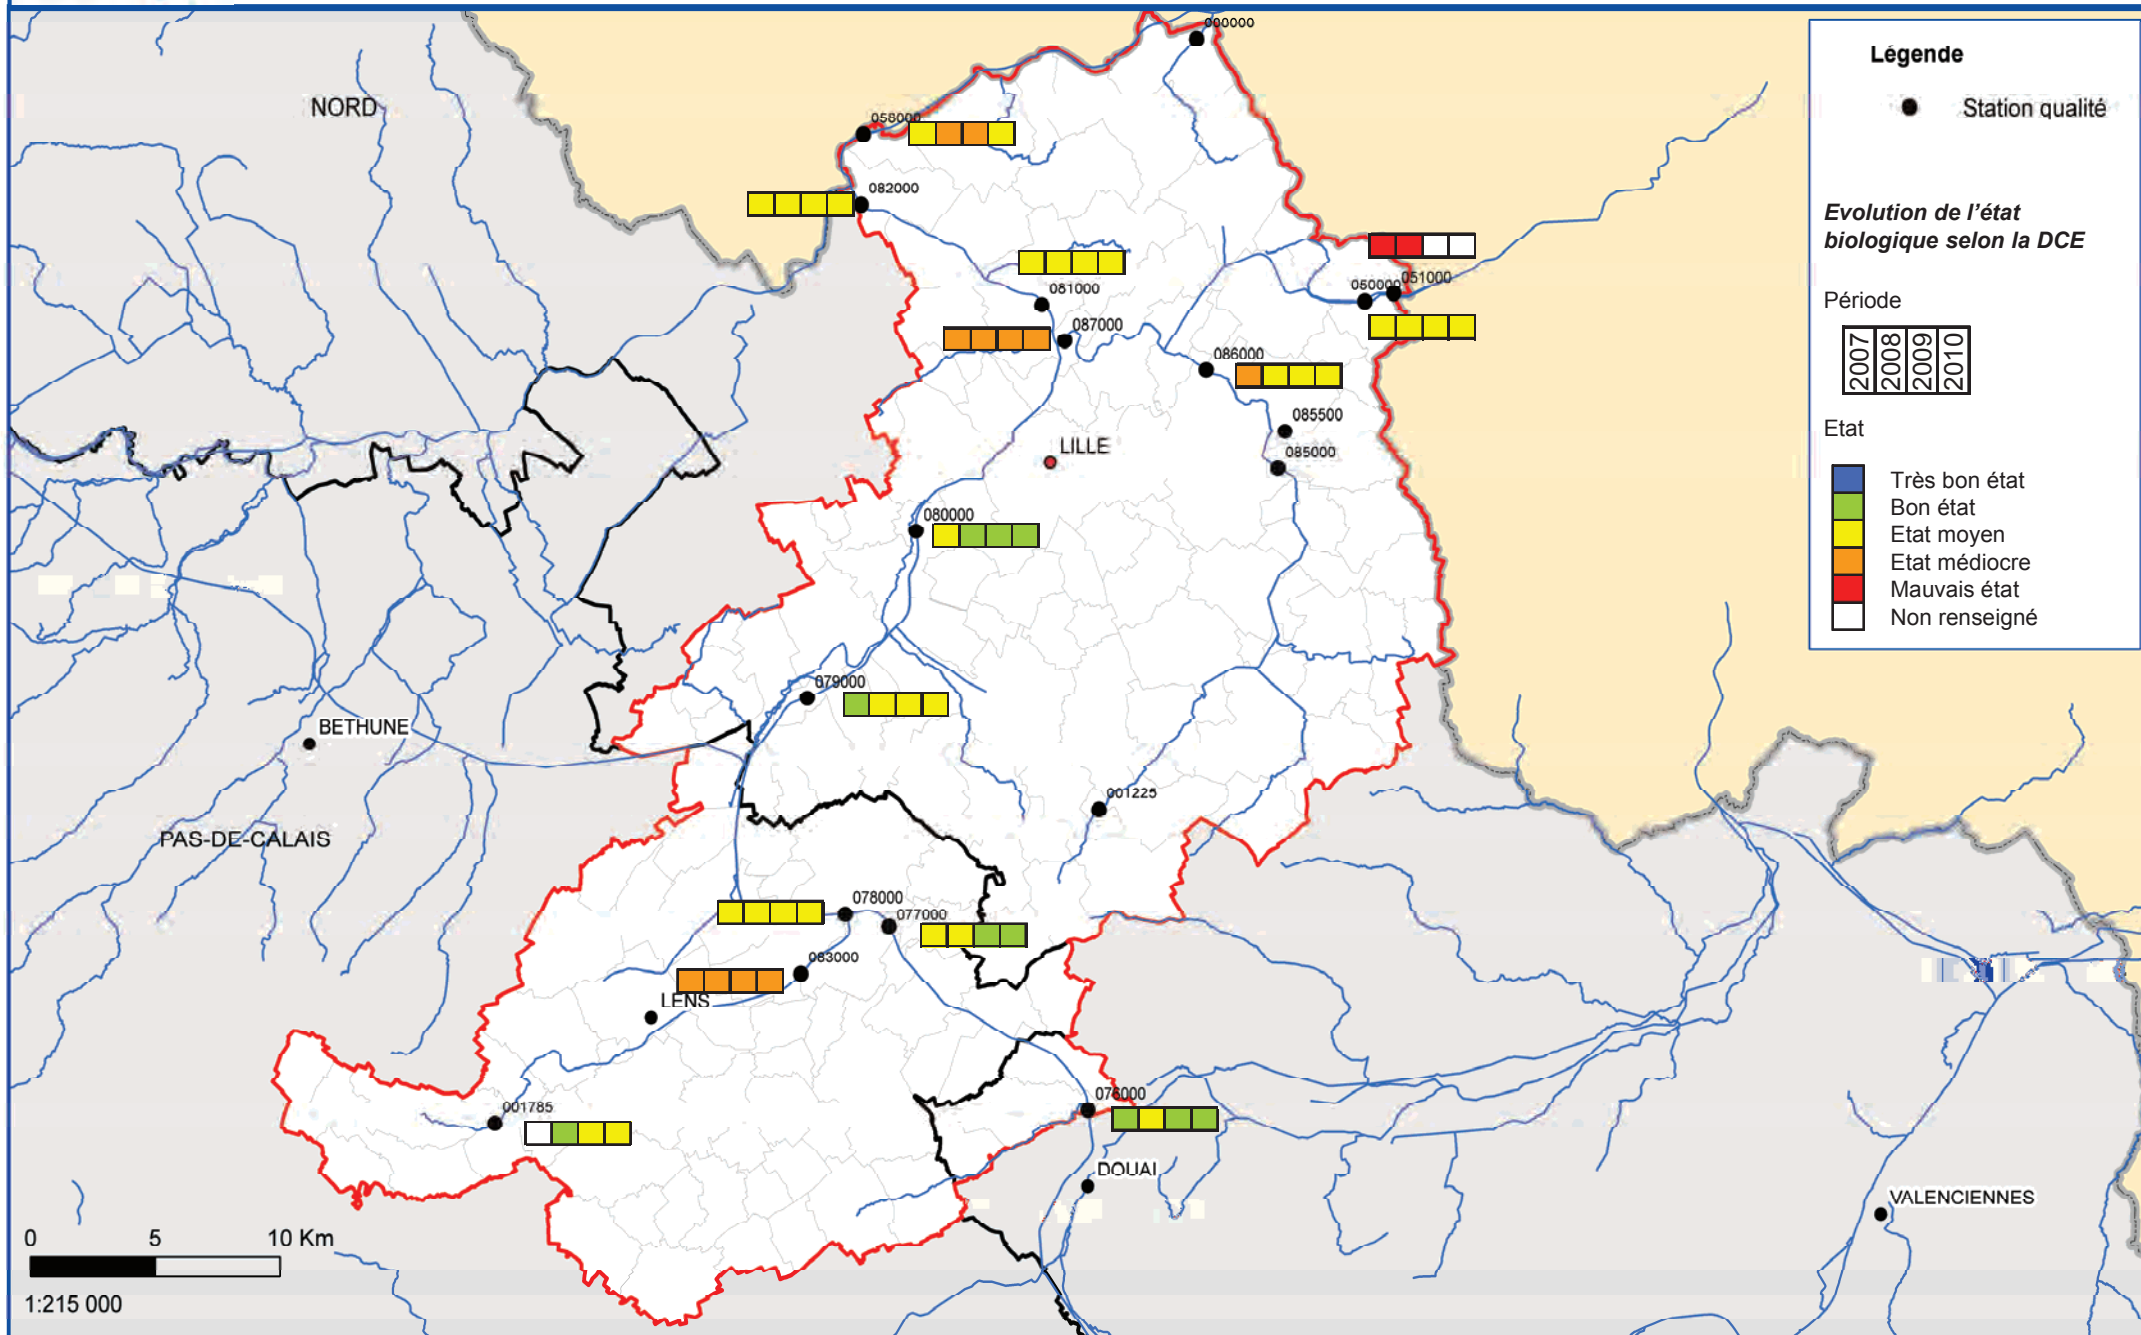 000000
Légende
NORD
Station qualité
058000
082000
Evolution de l'état
biologique selon la DCE
051000
050000
081000
Période
087000
2007
2008
2009
2010
086000
085500
Etat
LILLE
085000
Très bon état
Bon état
080000
Etat moyen
Etat médiocre
Mauvais état
Non renseigné
079000
BETHUNE
001225
PAS-DE-CALAIS
078000
077000
083000
LENS
076000
001785
DOUAI
VALENCIENNES
0 5 10 Km
1:215 000